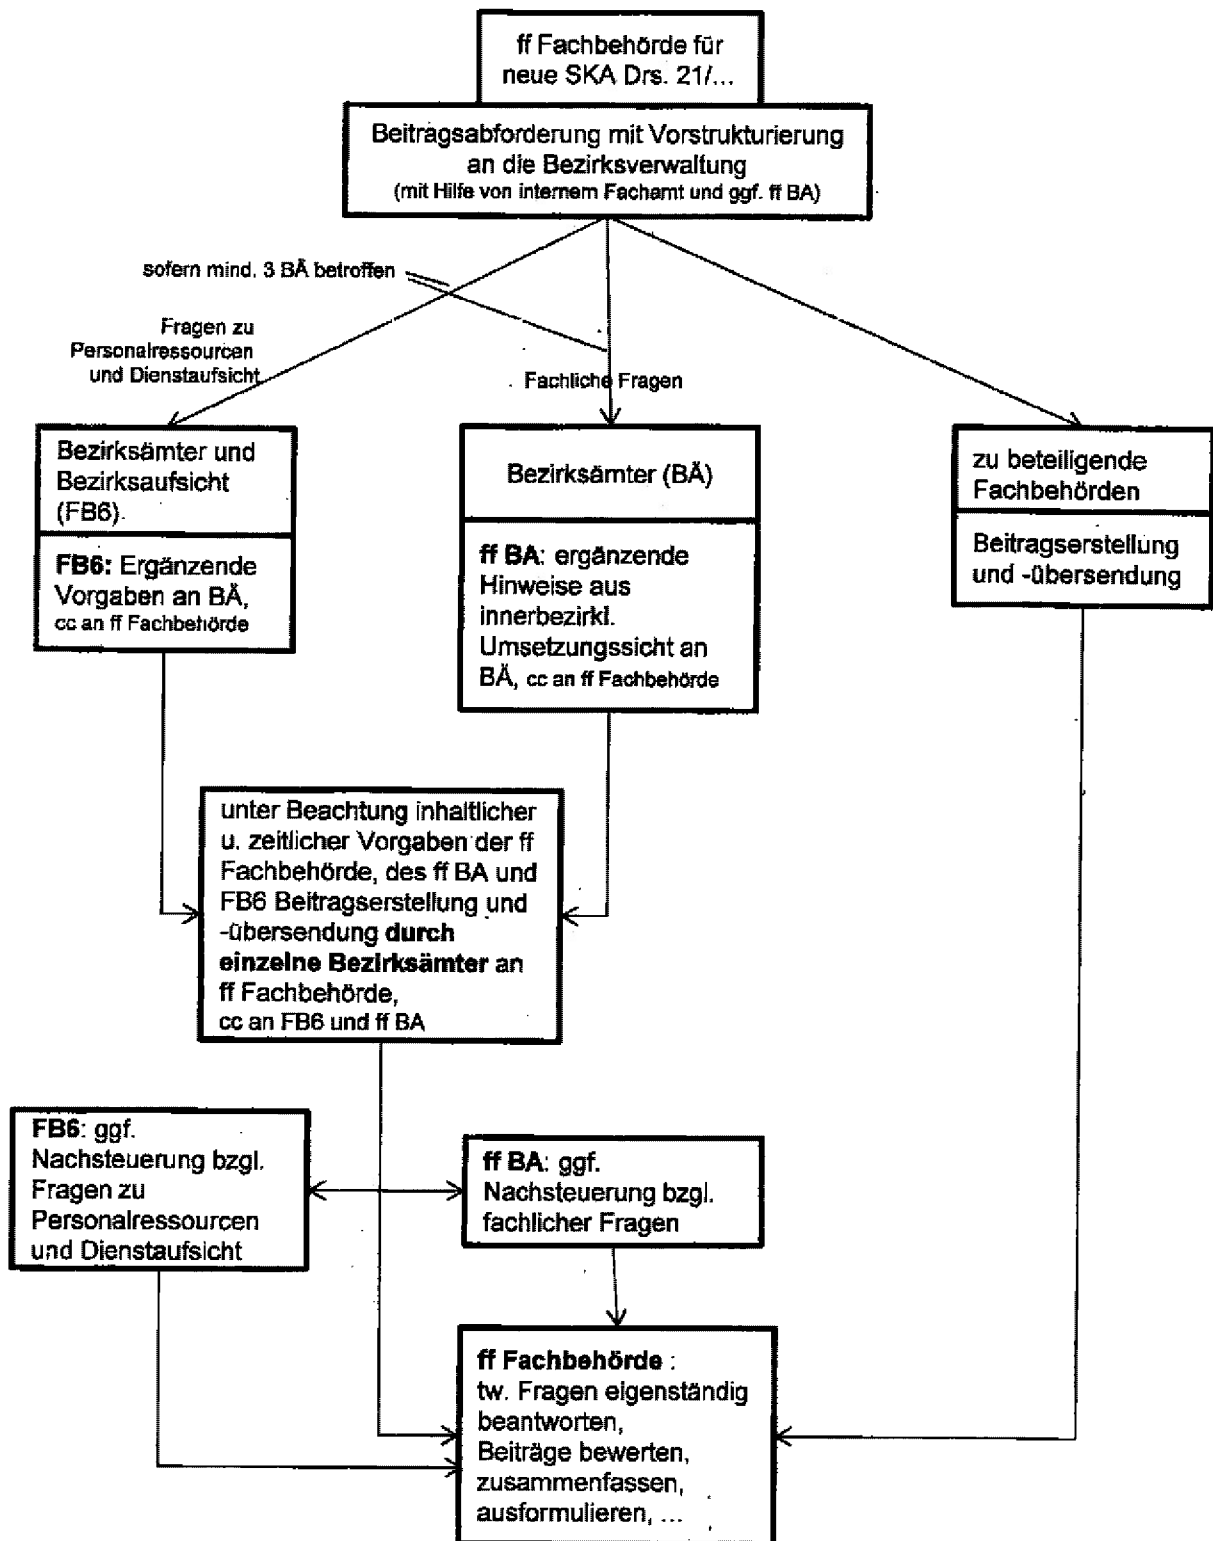 ff Fachbehörde für
neue SKA Drs. 21/...
Beitragsabforderung mit Vorstrukturierung
an die Bezirksverwaltung
(mit Hilfe von internem Fachamt und ggf. ff BA)
sofern mind. 3 BÄ betroffen
Fragen zu
Personalressourcen
und Dienstaufsicht
Fachliche Fragen
Bezirksämter und
Bezirksaufsicht
(FB6).
FB6: Ergänzende
Vorgaben an BÄ,
cc an ff Fachbehörde
Bezirksämter (BÄ)
ff BA: ergänzende
Hinweise aus
innerbezirkl.
Umsetzungssicht an
BÄ, cc an ff Fachbehörde
zu beteiligende
Fachbehörden
Beitragserstellung
und -übersendung
unter Beachtung inhaltlicher
u. zeitlicher Vorgaben der ff
Fachbehörde, des ff BA und
FB6 Beitragserstellung und
-übersendung durch
einzelne Bezirksämter an
ff Fachbehörde,
cc an FB6 und ff BA
FB6: ggf.
Nachsteuerung bzgl.
Fragen zu
Personalressourcen
und Dienstaufsicht
ff BA: ggf.
Nachsteuerung bzgl.
fachlicher Fragen
ff Fachbehörde :
tw. Fragen eigenständig
beantworten,
Beiträge bewerten,
zusammenfassen,
ausformulieren, ...